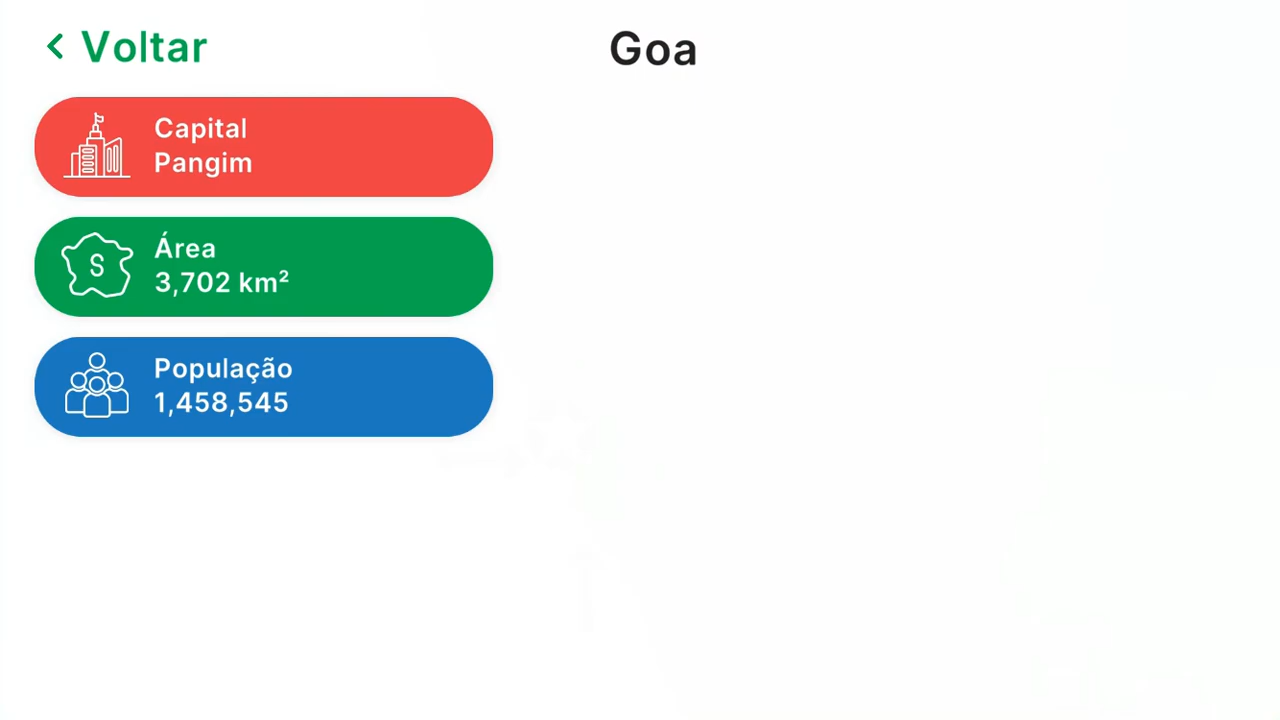 Voltar
Goa
Capital
Pangim
Área
3,702 km²
População
1,458,545